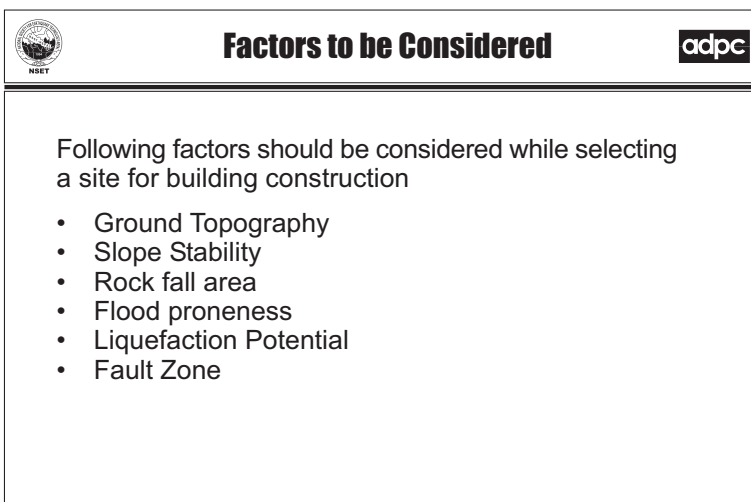 Factors to be Considered
NSET
adpc
Following factors should be considered while selecting
a site for building construction
• Ground Topography
• Slope Stability
• Rock fall area
• Flood proneness
• Liquefaction Potential
• Fault Zone